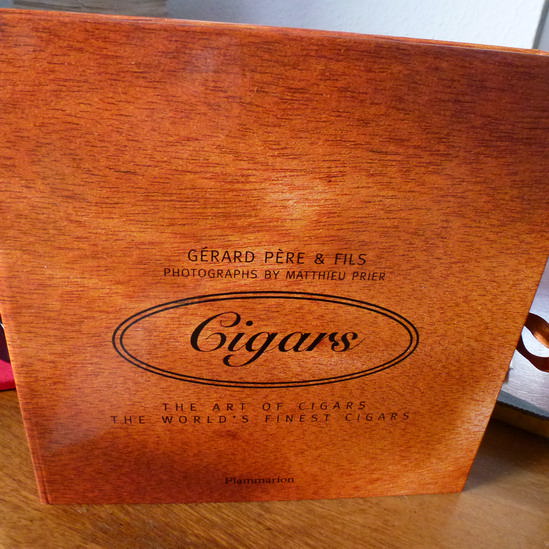 GÉRARD PÈRE & FILS
PHOTOGRAPHS BY MATTHIEU PRIER
Cigars
THE ART OF CIGARS
THE WORLD'S FINEST CIGARS
Flammarion